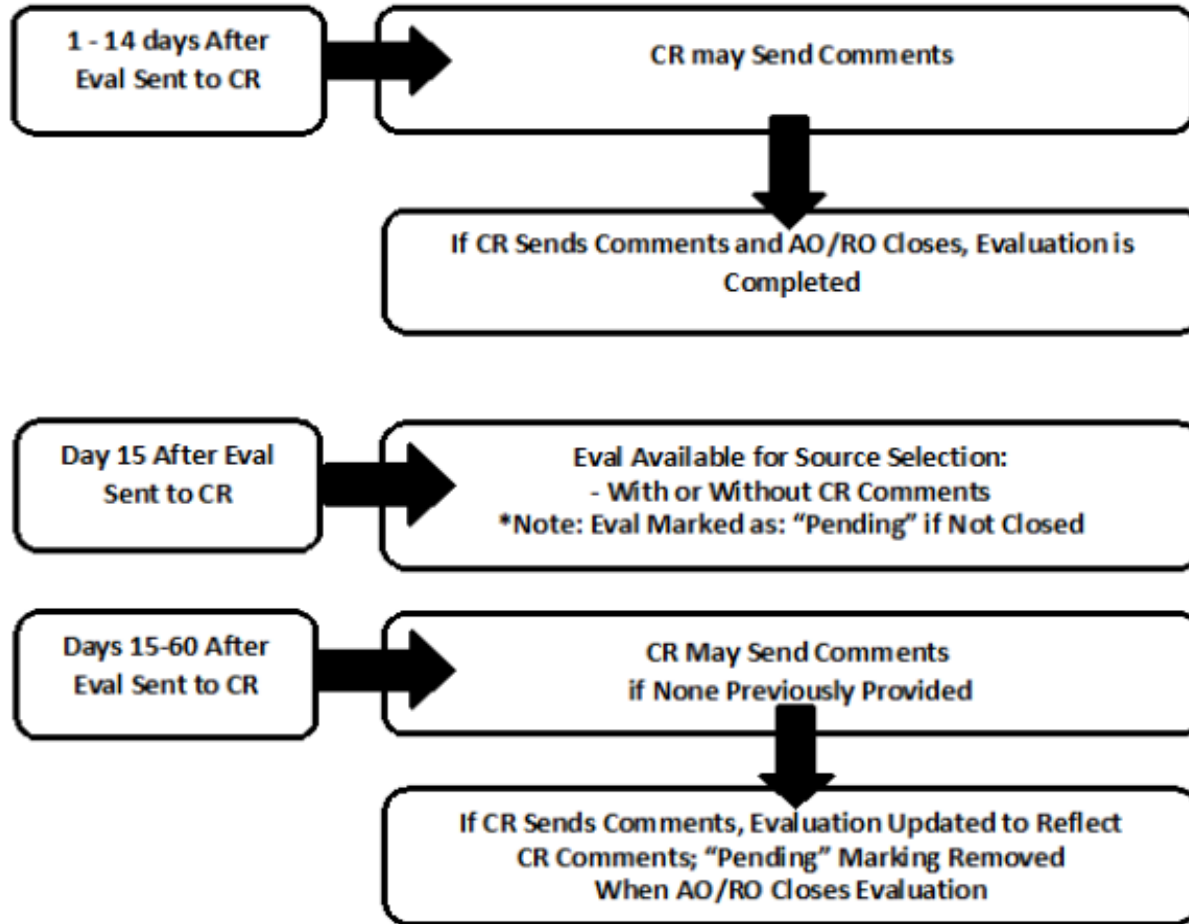 1 - 14 days After
Eval Sent to CR
CR may Send Comments
If CR Sends Comments and AO/RO Closes, Evaluation is
Completed
Day 15 After Eval
Sent to CR
Eval Available for Source Selection:
- With or Without CR Comments
*Note: Eval Marked as: “Pending” if Not Closed
Days 15-60 After
Eval Sent to CR
CR May Send Comments
if None Previously Provided
If CR Sends Comments, Evaluation Updated to Reflect
CR Comments; “Pending” Marking Removed
When AO/RO Closes Evaluation